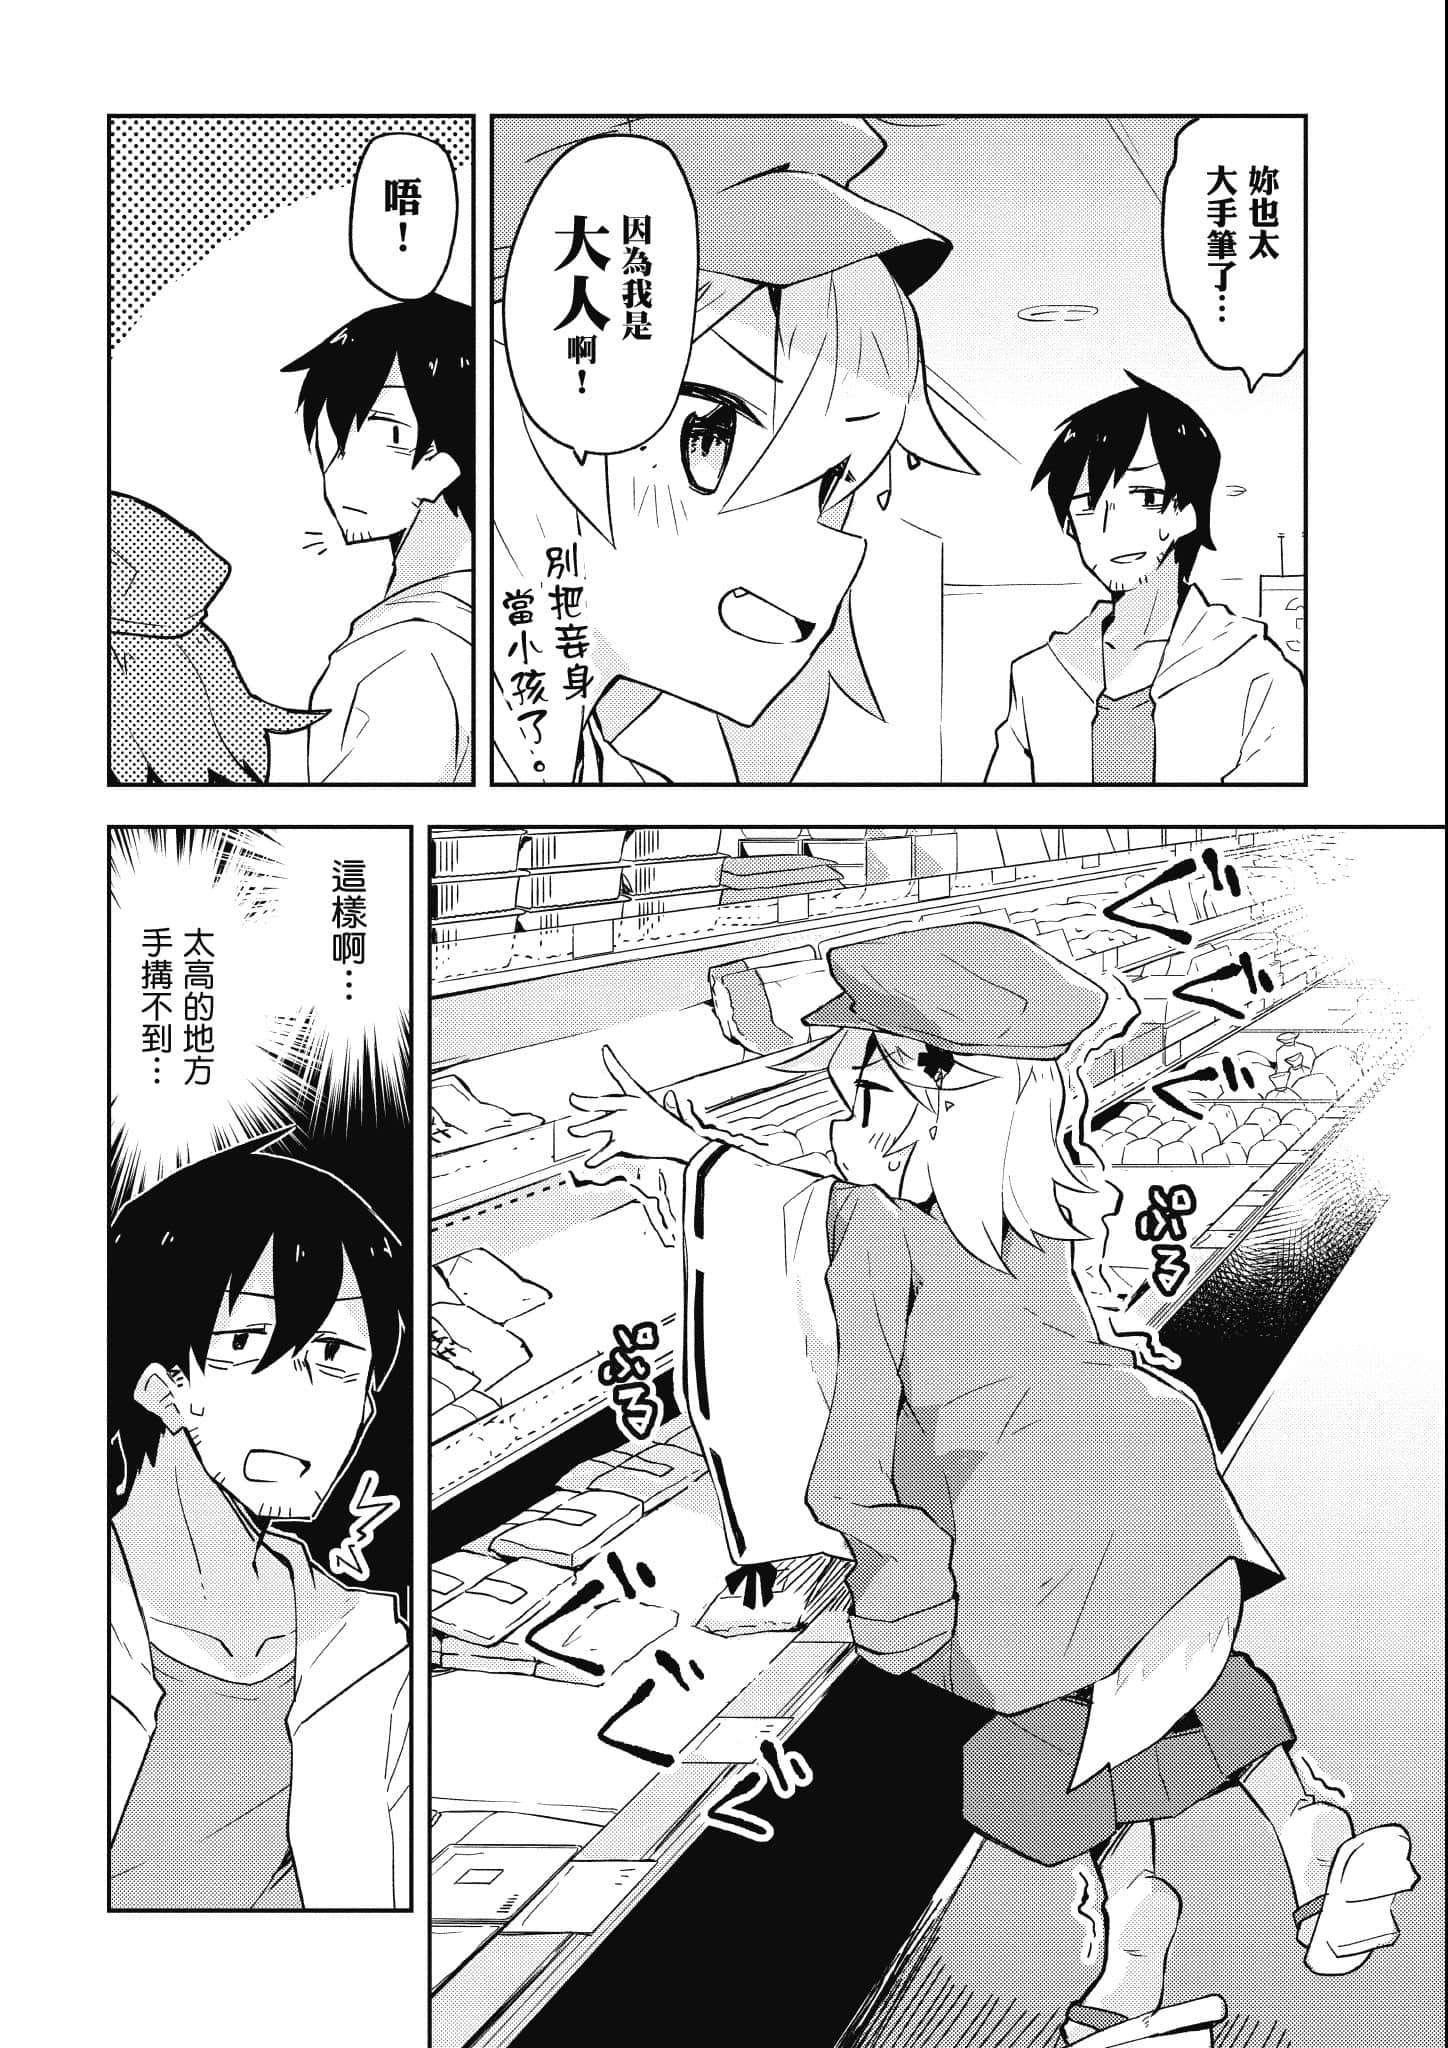 妳也太
大手筆了…
因為我是
大人啊！
別把妾身
當小孩了。
唔！
ぐぐぐ
ぷる
ぷる
ぐぐぐ
這樣啊…
太高的地方
手搆不到…